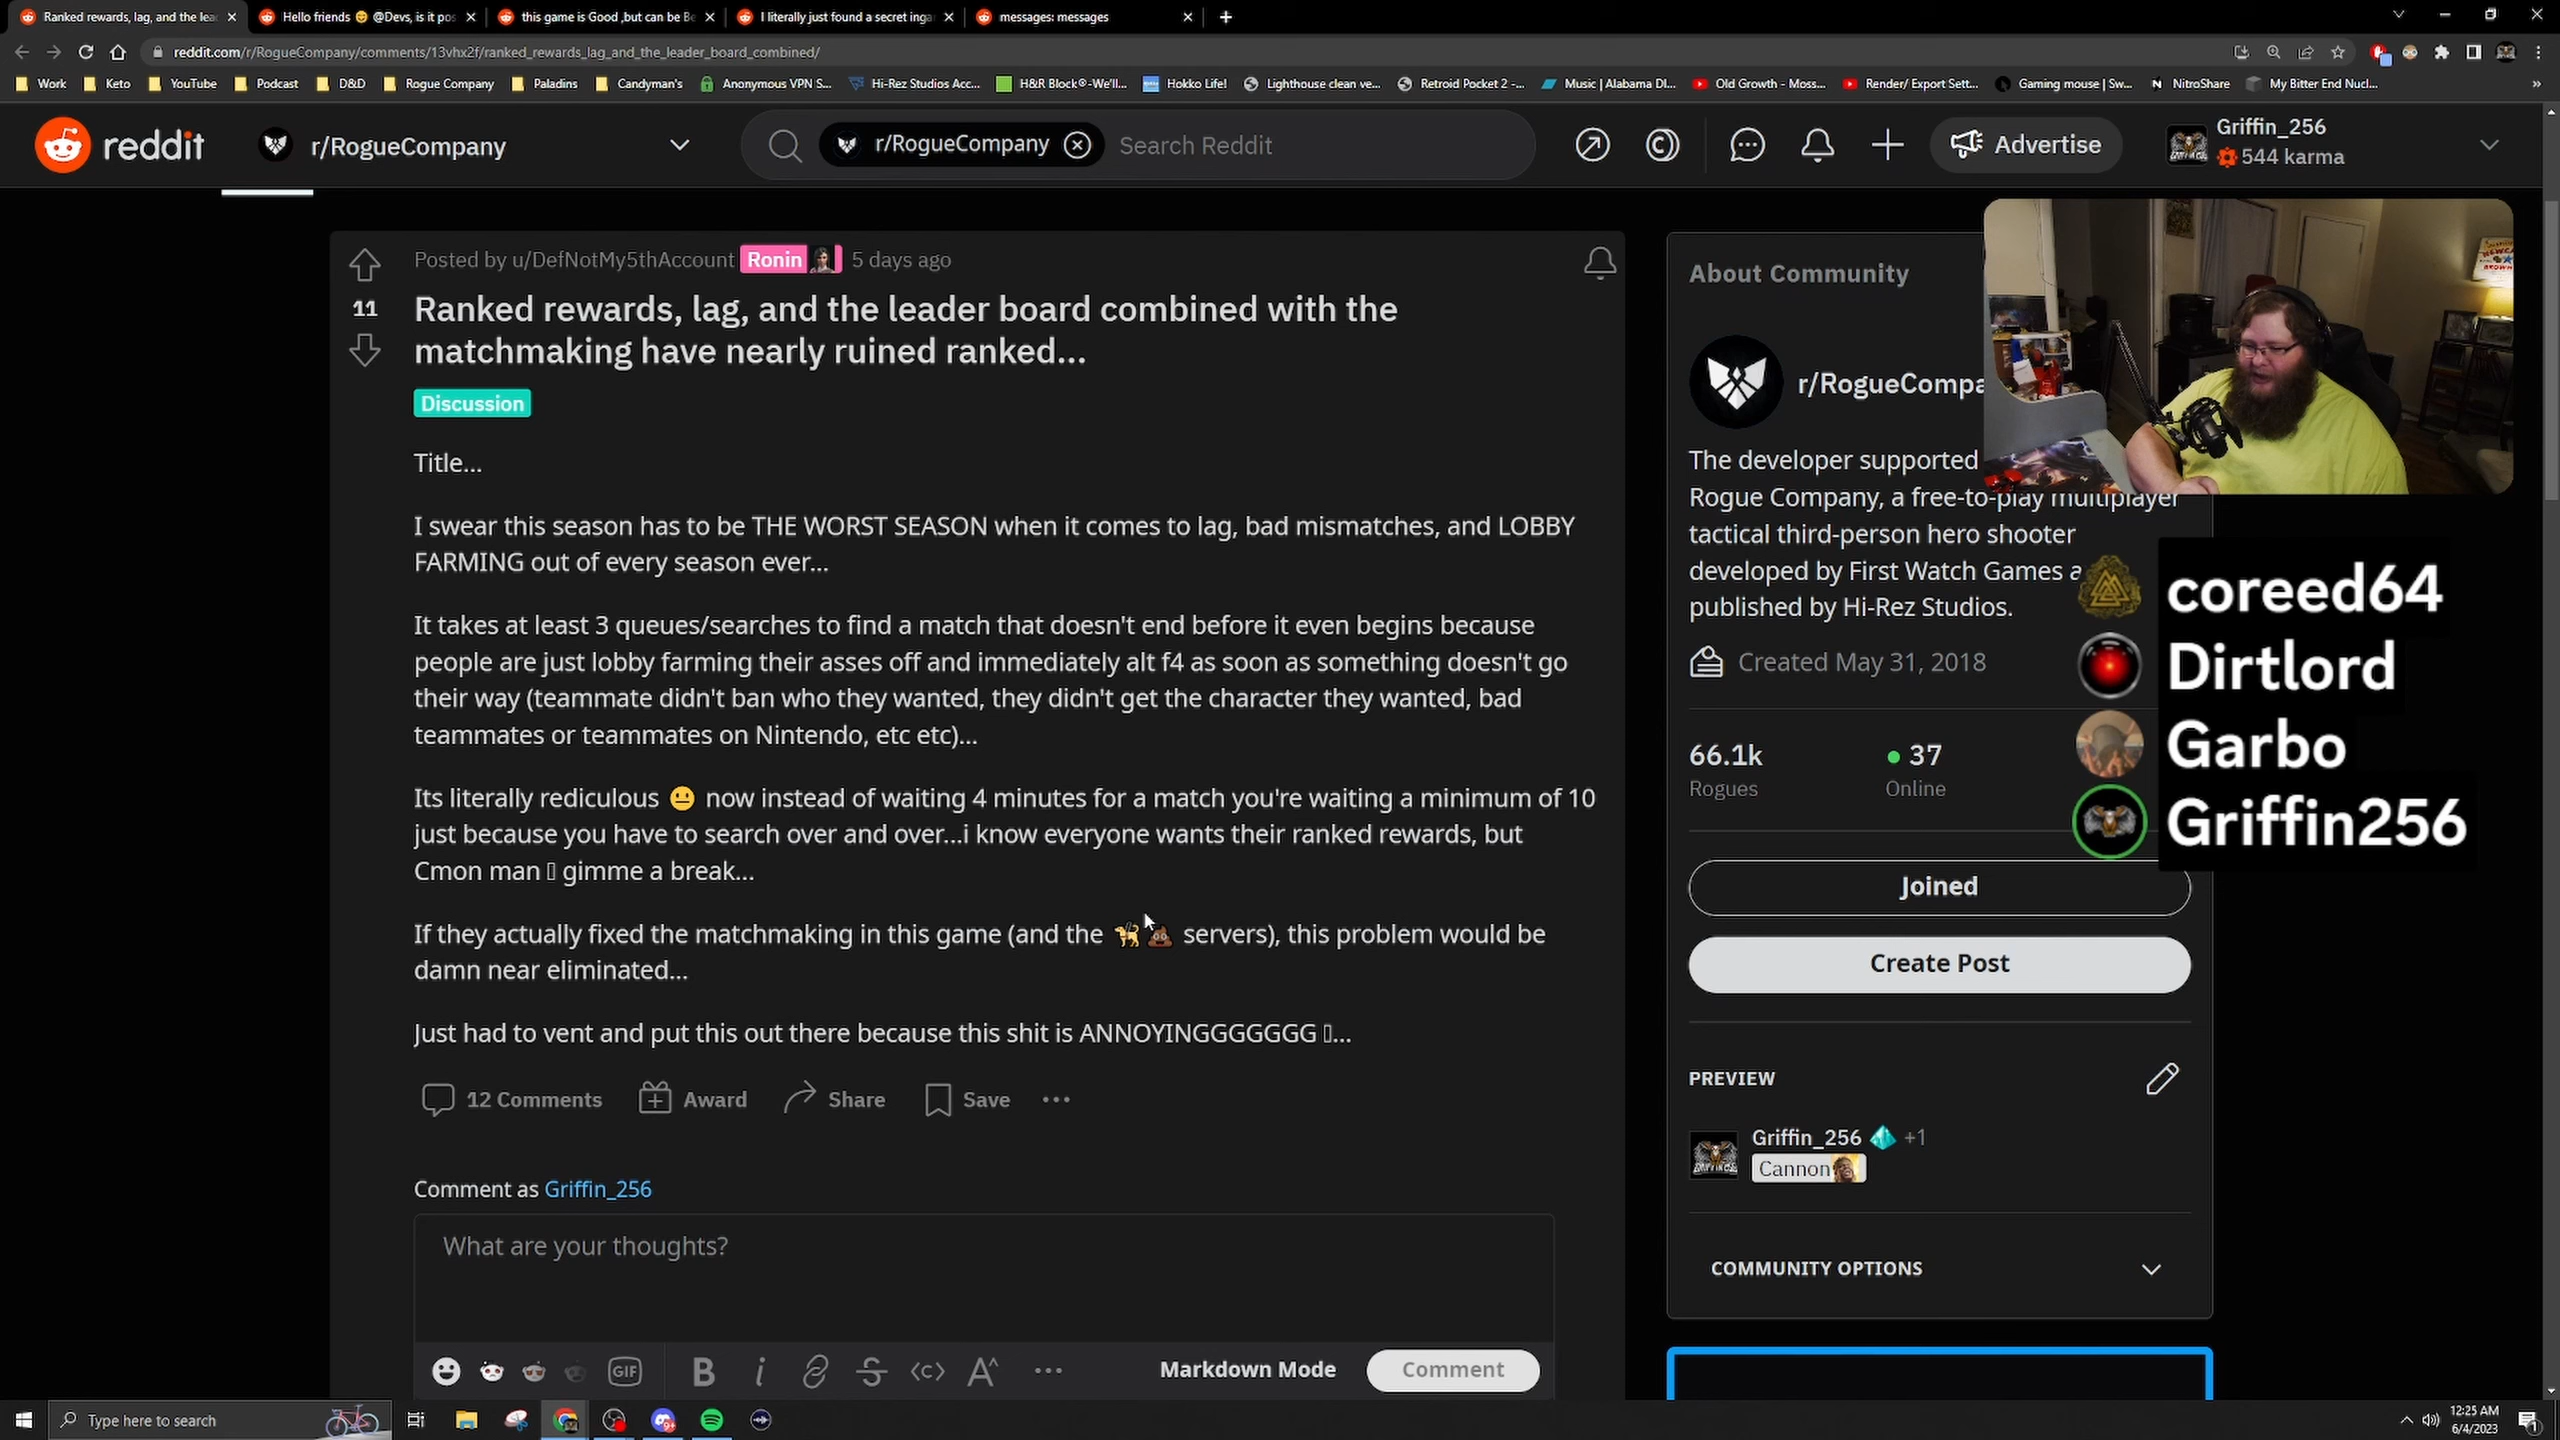 Ranked rewards, lag, and the lea
Hello friends 😊 @Devs, is it pos
this game is Good ,but can be Be
I literally just found a secret inga
messages: messages
reddit.com/r/RogueCompany/comments/13vhx2f/ranked_rewards_lag_and_the_leader_board_combined/
Work Keto YouTube Podcast D&D Rogue Company Paladins Candyman's Anonymous VPN S... Hi-Rez Studios Acc... H&R Block®-We'll... Hokko Life! Lighthouse clean ve... Retroid Pocket 2 -... Music | Alabama DI... Old Growth - Moss... Render/ Export Sett... Gaming mouse | Sw... NitroShare My Bitter End Nucl...
reddit r/RogueCompany r/RogueCompany Search Reddit Advertise
Griffin_256
544 karma
Posted by u/DefNotMy5thAccount Ronin 5 days ago
11
Ranked rewards, lag, and the leader board combined with the
matchmaking have nearly ruined ranked...
Discussion
Title...
I swear this season has to be THE WORST SEASON when it comes to lag, bad mismatches, and LOBBY
FARMING out of every season ever...
It takes at least 3 queues/searches to find a match that doesn't end before it even begins because
people are just lobby farming their asses off and immediately alt f4 as soon as something doesn't go
their way (teammate didn't ban who they wanted, they didn't get the character they wanted, bad
teammates or teammates on Nintendo, etc etc)...
Its literally rediculous 😐 now instead of waiting 4 minutes for a match you're waiting a minimum of 10
just because you have to search over and over...i know everyone wants their ranked rewards, but
Cmon man ▯ gimme a break...
If they actually fixed the matchmaking in this game (and the 🐕💩 servers), this problem would be
damn near eliminated...
Just had to vent and put this out there because this shit is ANNOYINGGGGGGG ▯...
12 Comments Award Share Save
Comment as Griffin_256
What are your thoughts?
GIF B i Markdown Mode Comment
About Community
r/RogueCompa
The developer supported
Rogue Company, a free-to-play multiplayer
tactical third-person hero shooter
developed by First Watch Games a
published by Hi-Rez Studios.
Created May 31, 2018
66.1k 37
Rogues Online
Joined
Create Post
PREVIEW
Griffin_256 +1
Cannon
COMMUNITY OPTIONS
coreed64
Dirtlord
Garbo
Griffin256
Type here to search
12:25 AM
6/4/2023